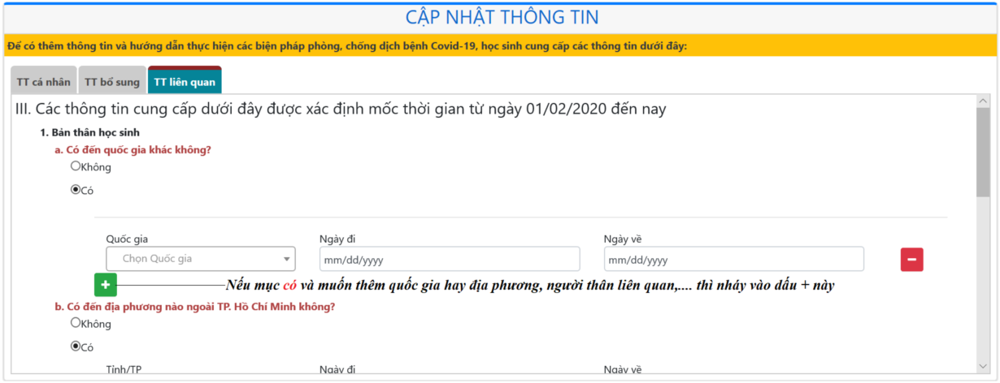 CẬP NHẬT THÔNG TIN
Để có thêm thông tin và hướng dẫn thực hiện các biện pháp phòng, chống dịch bệnh Covid-19, học sinh cung cấp các thông tin dưới đây:
TT cá nhân TT bổ sung TT liên quan
III. Các thông tin cung cấp dưới đây được xác định mốc thời gian từ ngày 01/02/2020 đến nay
1. Bản thân học sinh
a. Có đến quốc gia khác không?
Không
Có
Quốc gia Ngày đi Ngày về
Chọn Quốc gia mm/dd/yyyy mm/dd/yyyy
Nếu mục có và muốn thêm quốc gia hay địa phương, người thân liên quan,.... thì nháy vào dấu + này
b. Có đến địa phương nào ngoài TP. Hồ Chí Minh không?
Không
Có
Tỉnh/TP Ngày đi Ngày về